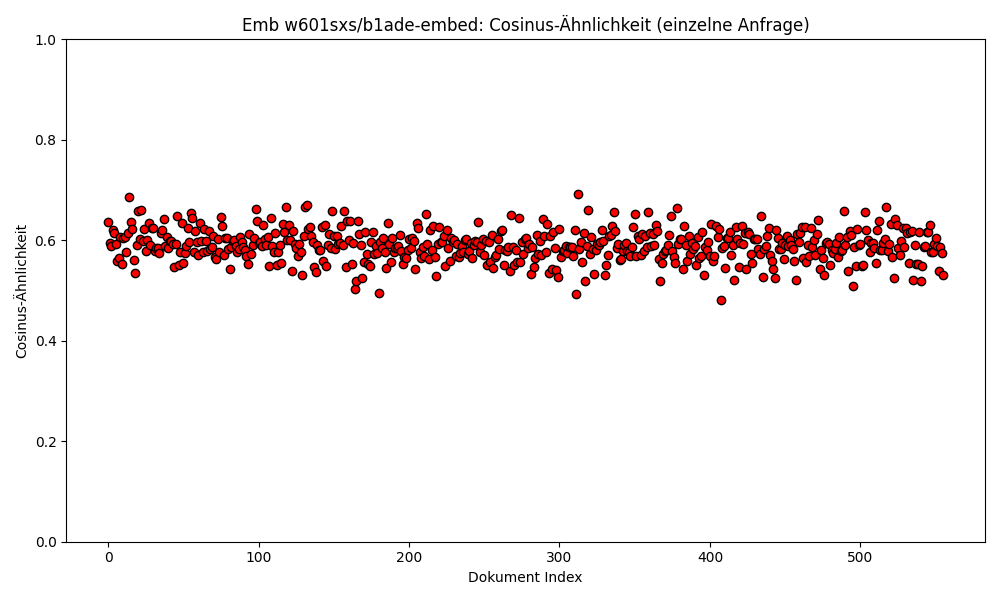 Emb w601sxs/b1ade-embed: Cosinus-Ähnlichkeit (einzelne Anfrage)
1.0
0.8
0.6
0.4
0.2
0.0
Cosinus-Ähnlichkeit
0 100 200 300 400 500
Dokument Index